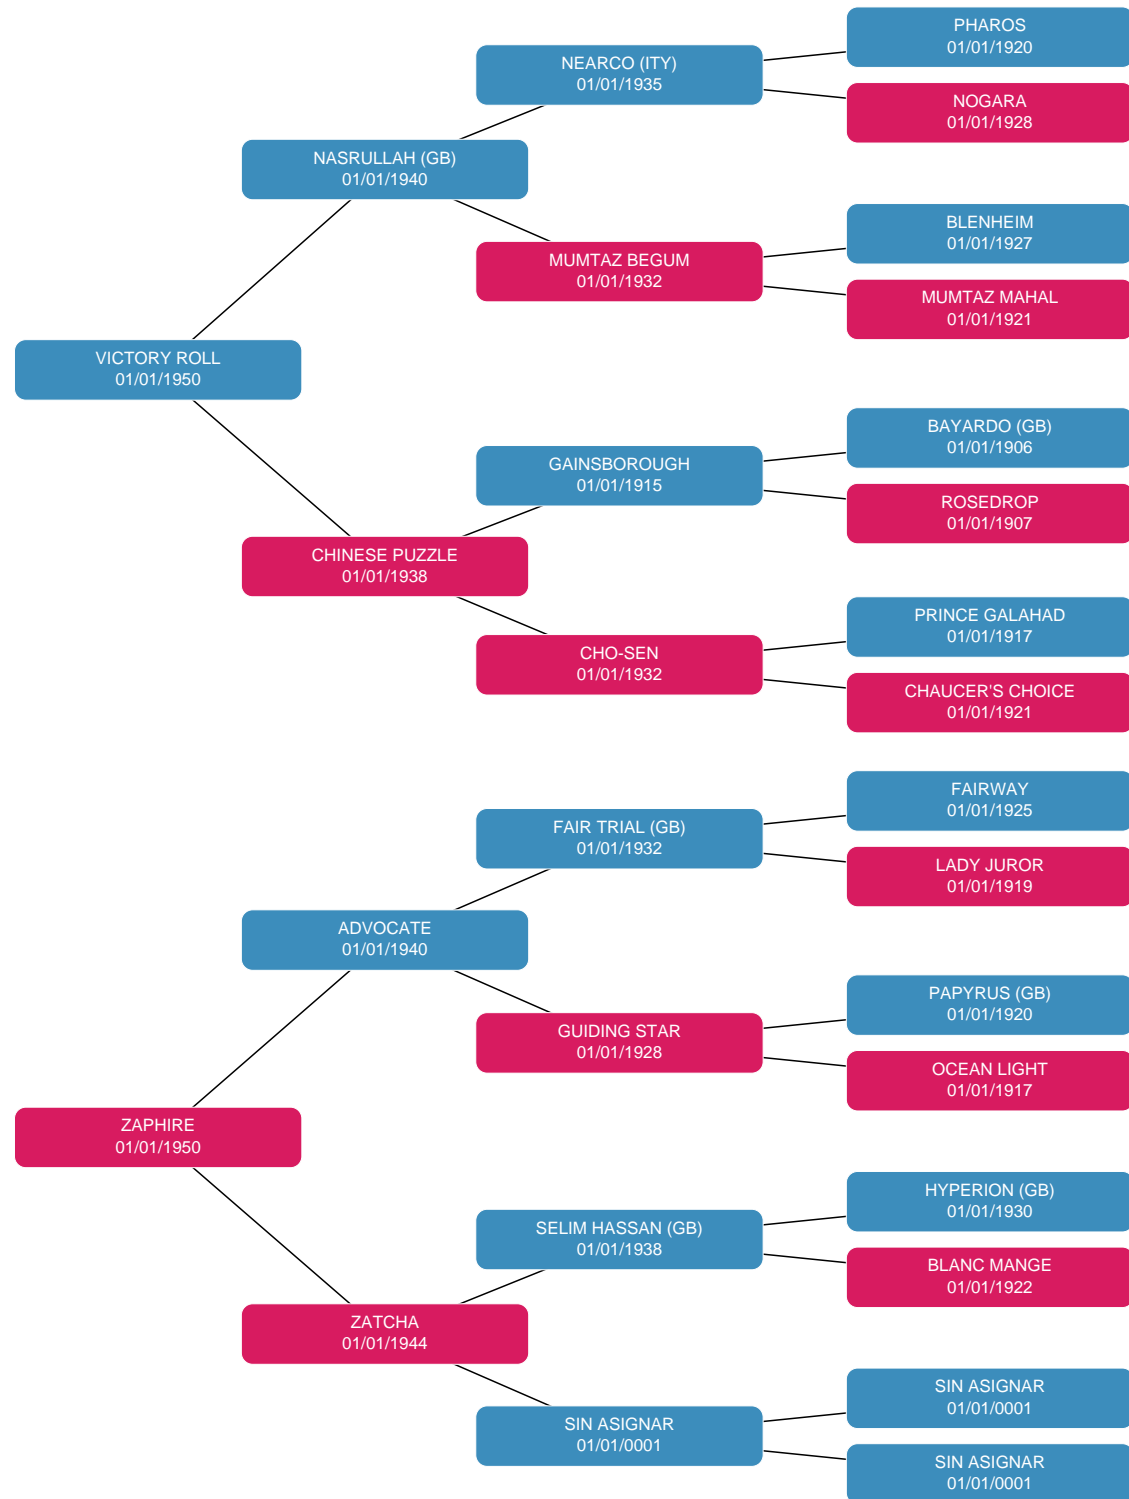 PHAROS
01/01/1920
NEARCO (ITY)
01/01/1935
NOGARA
01/01/1928
NASRULLAH (GB)
01/01/1940
BLENHEIM
01/01/1927
MUMTAZ BEGUM
01/01/1932
MUMTAZ MAHAL
01/01/1921
VICTORY ROLL
01/01/1950
BAYARDO (GB)
01/01/1906
GAINSBOROUGH
01/01/1915
ROSEDROP
01/01/1907
CHINESE PUZZLE
01/01/1938
PRINCE GALAHAD
01/01/1917
CHO-SEN
01/01/1932
CHAUCER'S CHOICE
01/01/1921
FAIRWAY
01/01/1925
FAIR TRIAL (GB)
01/01/1932
LADY JUROR
01/01/1919
ADVOCATE
01/01/1940
PAPYRUS (GB)
01/01/1920
GUIDING STAR
01/01/1928
OCEAN LIGHT
01/01/1917
ZAPHIRE
01/01/1950
HYPERION (GB)
01/01/1930
SELIM HASSAN (GB)
01/01/1938
BLANC MANGE
01/01/1922
ZATCHA
01/01/1944
SIN ASIGNAR
01/01/0001
SIN ASIGNAR
01/01/0001
SIN ASIGNAR
01/01/0001